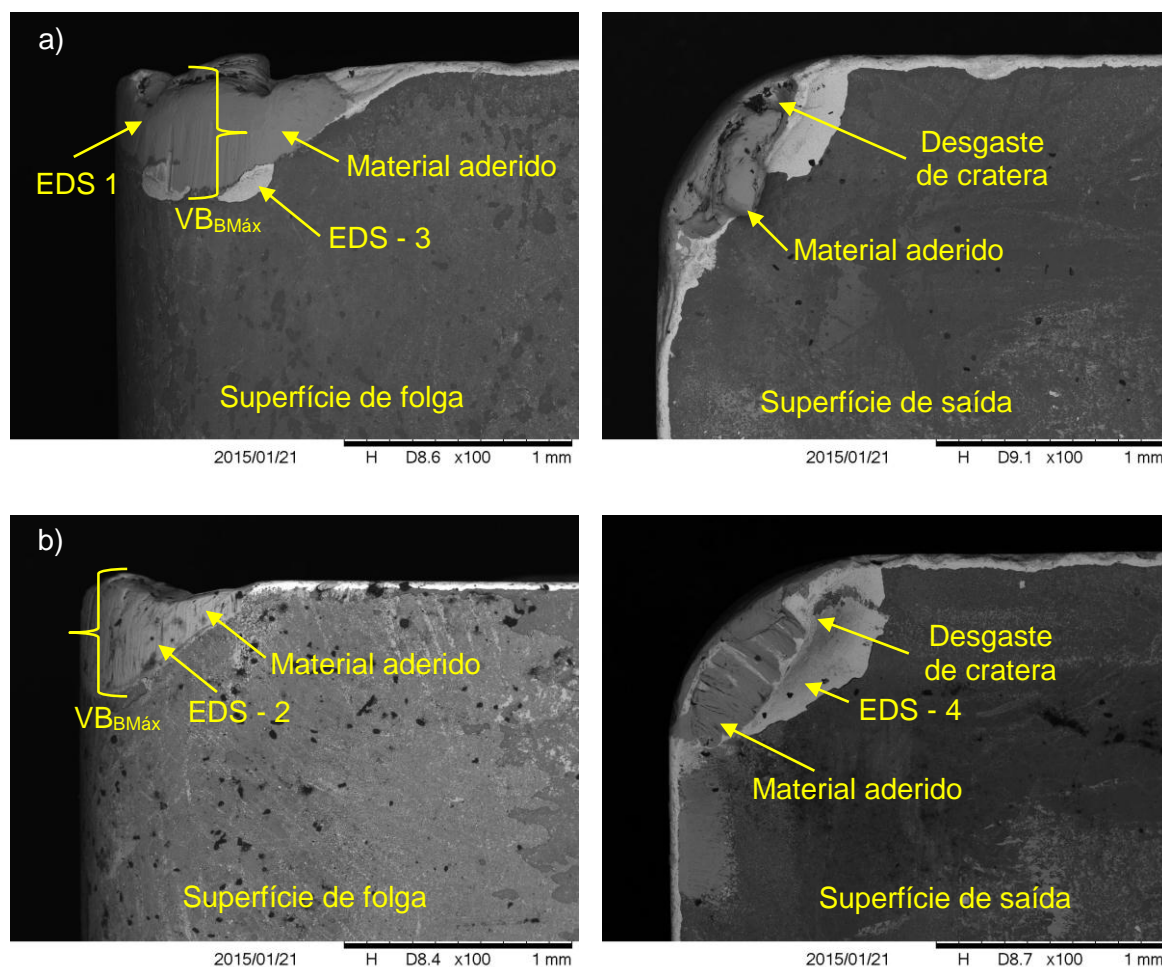 a)
EDS 1
VBBMáx
Material aderido
EDS - 3
Superfície de folga
2015/01/21 H D8.6 x100 1 mm
Desgaste
de cratera
Material aderido
Superfície de saída
2015/01/21 H D9.1 x100 1 mm
b)
VBBMáx
Material aderido
EDS - 2
Superfície de folga
2015/01/21 H D8.4 x100 1 mm
Desgaste
de cratera
EDS - 4
Material aderido
Superfície de saída
2015/01/21 H D8.7 x100 1 mm